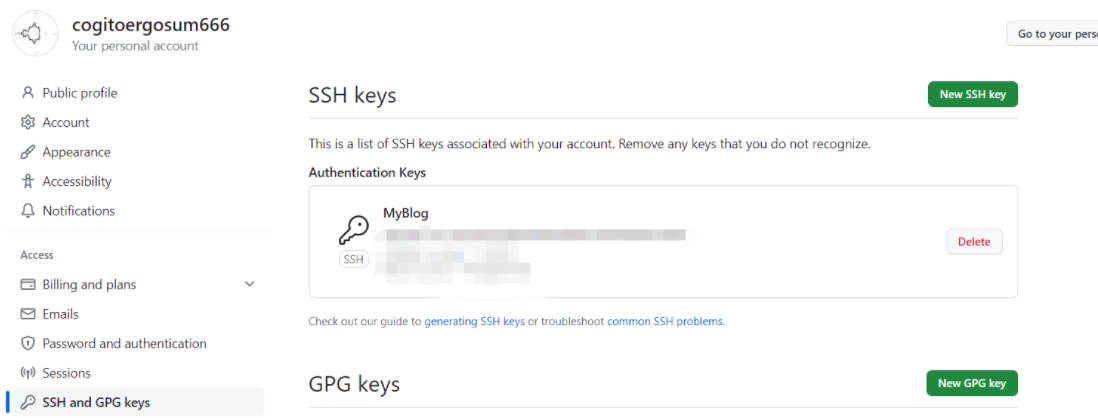 cogitoergosum666
Your personal account
Go to your pers
Public profile
Account
Appearance
Accessibility
Notifications
Access
Billing and plans
Emails
Password and authentication
Sessions
SSH and GPG keys
SSH keys
New SSH key
This is a list of SSH keys associated with your account. Remove any keys that you do not recognize.
Authentication Keys
MyBlog
SSH
Delete
Check out our guide to generating SSH keys or troubleshoot common SSH problems.
GPG keys
New GPG key